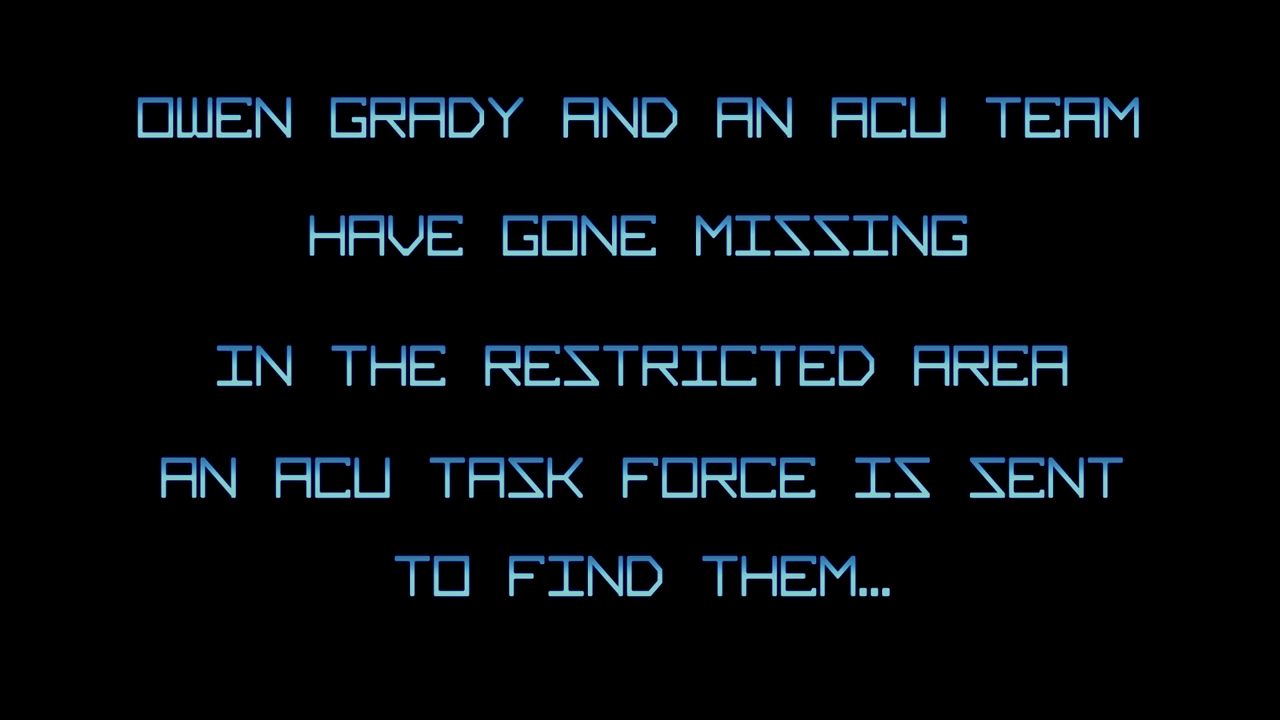 OWEN GRADY AND AN ACU TEAM
HAVE GONE MISSING
IN THE RESTRICTED AREA
AN ACU TASK FORCE IS SENT
TO FIND THEM...